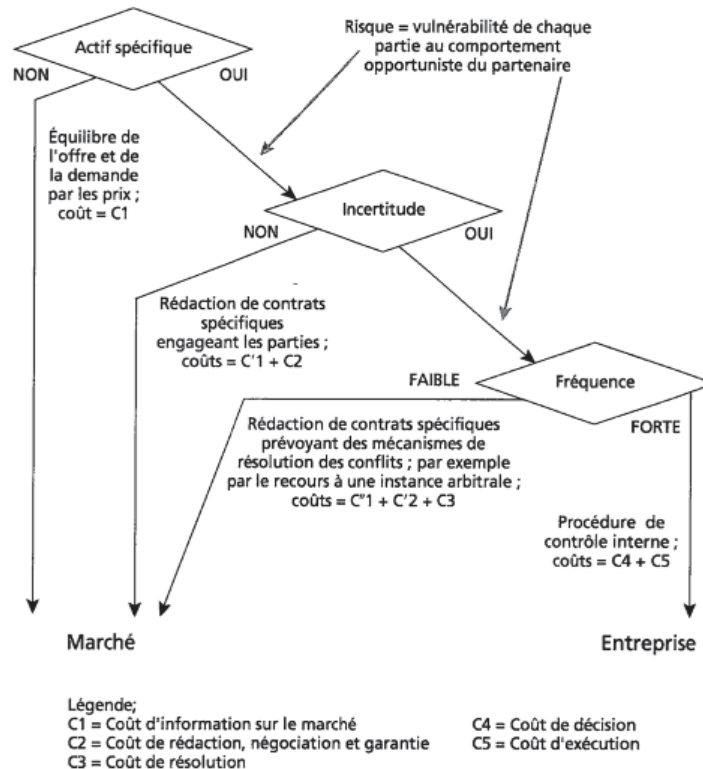 Actif spécifique
NON
OUI
Risque = vulnérabilité de chaque
partie au comportement
opportuniste du partenaire
Équilibre de
l'offre et de
la demande
par les prix ;
coût = C1
Incertitude
NON
OUI
Rédaction de contrats
spécifiques
engageant les parties ;
coûts = C'1 + C2
FAIBLE
Fréquence
FORTE
Rédaction de contrats spécifiques
prévoyant des mécanismes de
résolution des conflits ; par exemple
par le recours à une instance arbitrale ;
coûts = C"1 + C'2 + C3
Procédure de
contrôle interne ;
coûts = C4 + C5
Marché
Entreprise
Légende;
C1 = Coût d'information sur le marché
C2 = Coût de rédaction, négociation et garantie
C3 = Coût de résolution
C4 = Coût de décision
C5 = Coût d'exécution